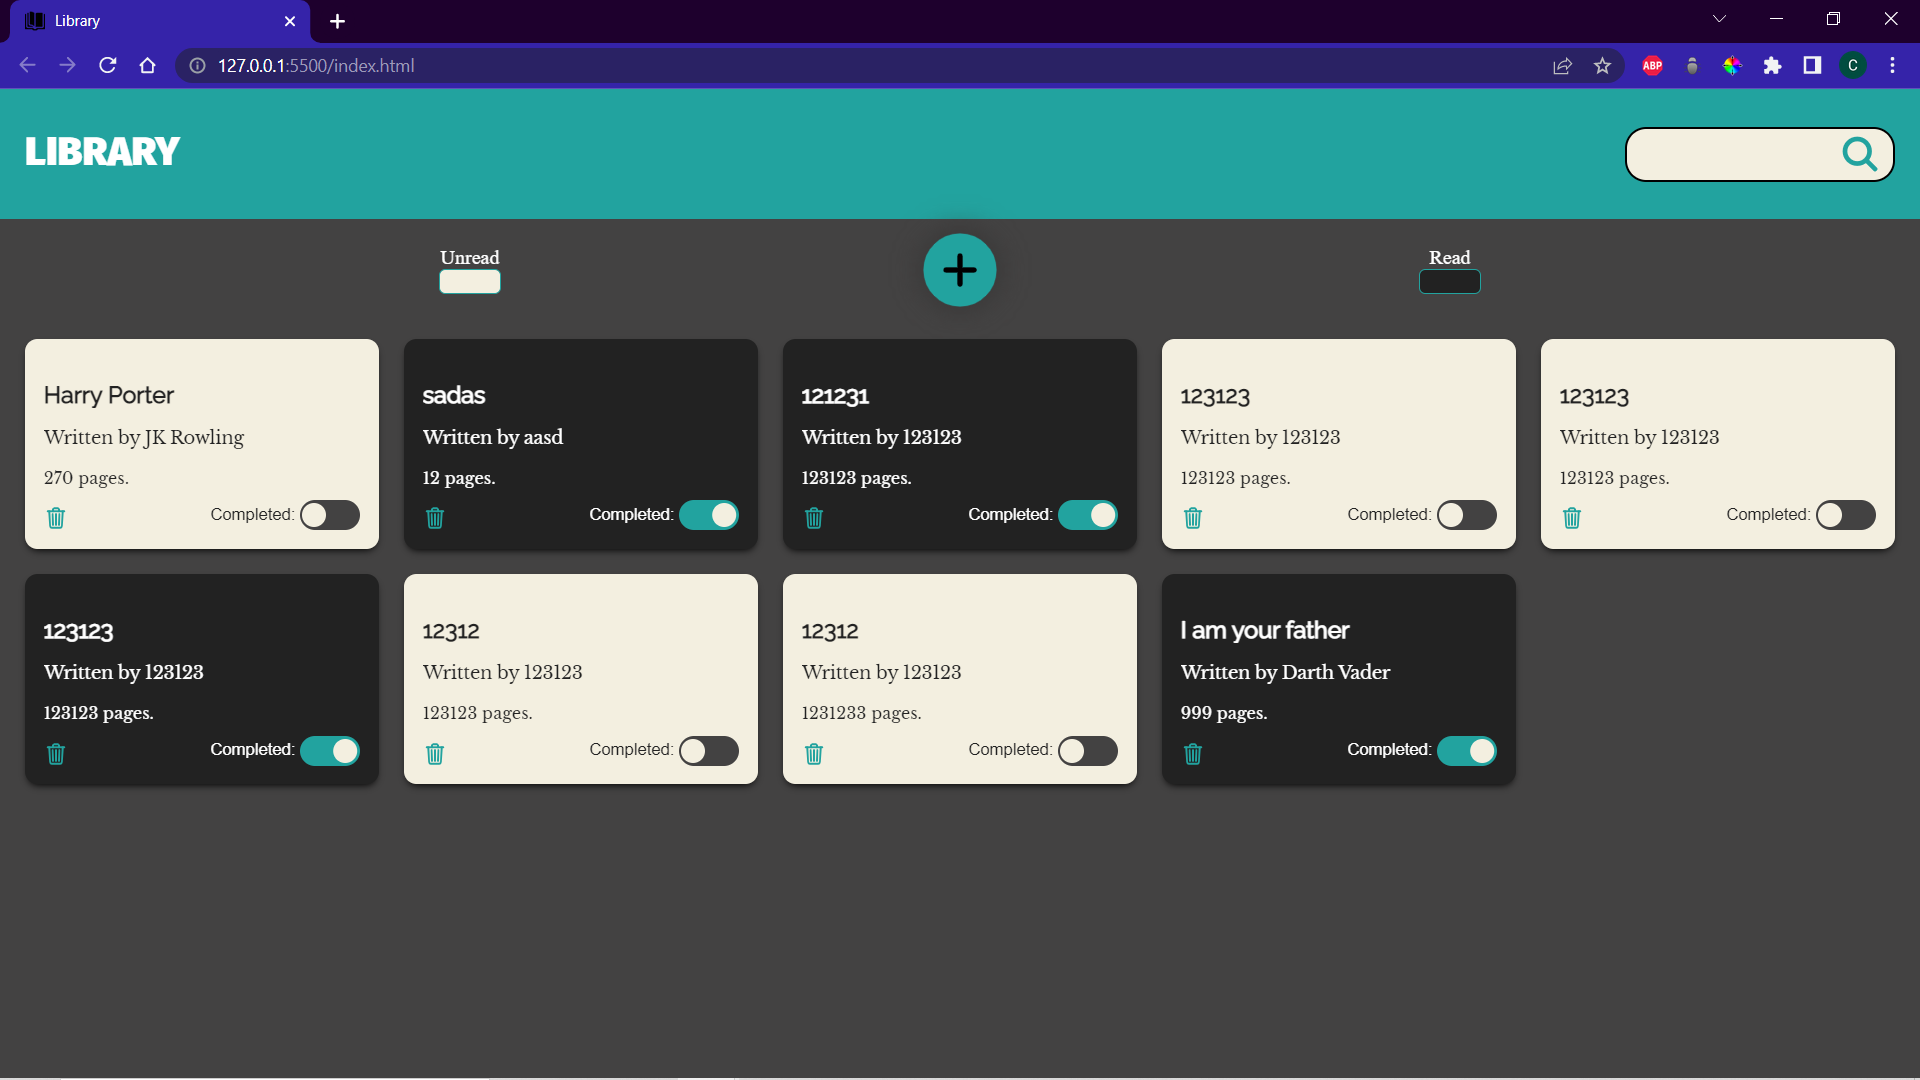 Library
127.0.0.1:5500/index.html
ABP
C
LIBRARY
Unread
Read
Harry Porter
Written by JK Rowling
270 pages.
Completed:
sadas
Written by aasd
12 pages.
Completed:
121231
Written by 123123
123123 pages.
Completed:
123123
Written by 123123
123123 pages.
Completed:
123123
Written by 123123
123123 pages.
Completed:
123123
Written by 123123
123123 pages.
Completed:
12312
Written by 123123
123123 pages.
Completed:
12312
Written by 123123
1231233 pages.
Completed:
I am your father
Written by Darth Vader
999 pages.
Completed: